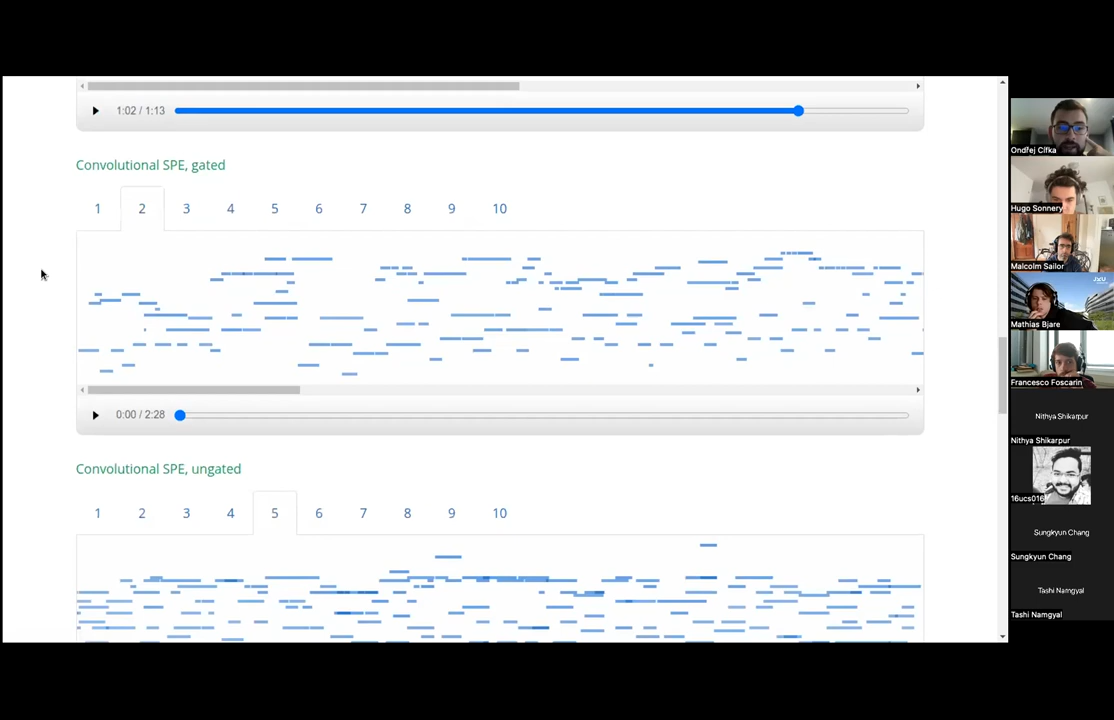 1:02 / 1:13
Convolutional SPE, gated
1 2 3 4 5 6 7 8 9 10
0:00 / 2:28
Convolutional SPE, ungated
1 2 3 4 5 6 7 8 9 10
Ondřej Cífka
Hugo Sonnery
Malcolm Sailor
JKU
Mathias Bjare
Francesco Foscarin
Nithya Shikarpur
Nithya Shikarpur
16ucs016
Sungkyun Chang
Sungkyun Chang
Tashi Namgyal
Tashi Namgyal